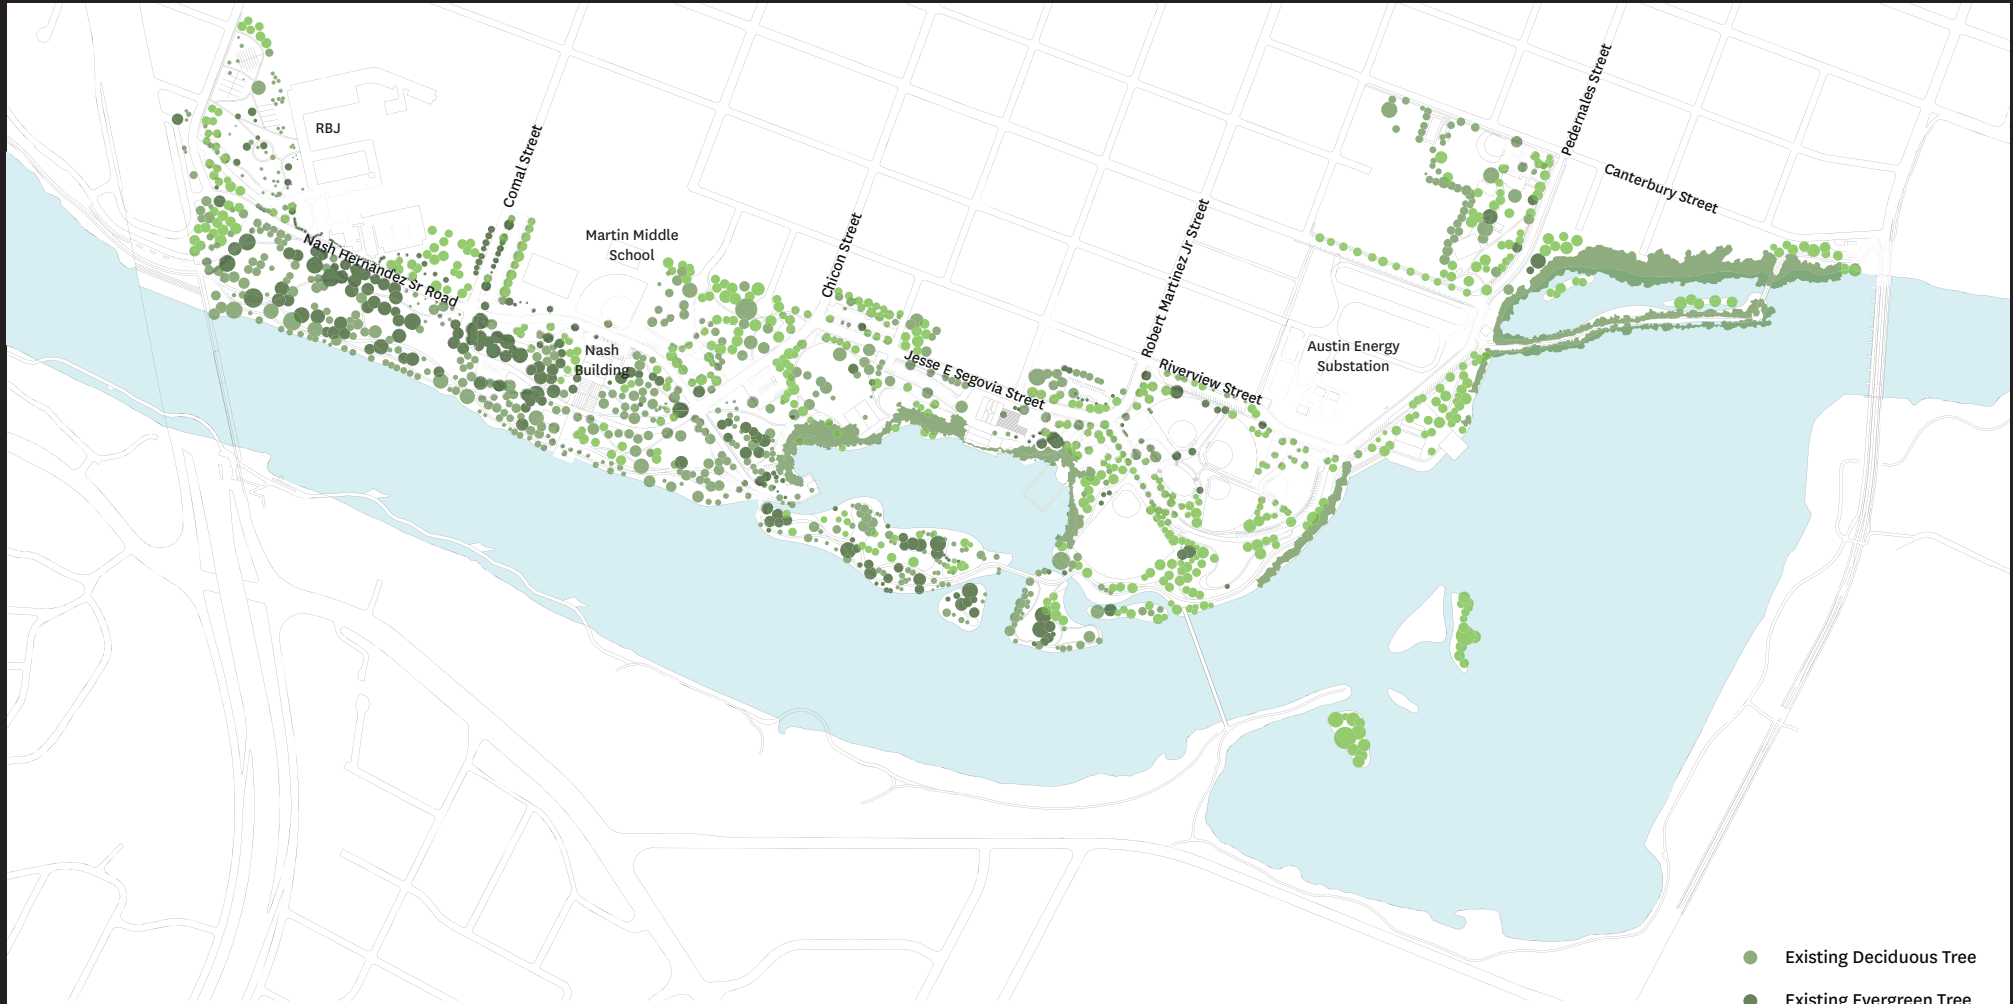 Pedernales Street
RBJ
Comal Street
Canterbury Street
Martin Middle
School
Chicon Street
Robert Martinez Jr Street
Nash Hernandez Sr Road
Nash
Building
Jesse E Segovia Street
Riverview Street
Austin Energy
Substation
Existing Deciduous Tree
Existing Evergreen Tree